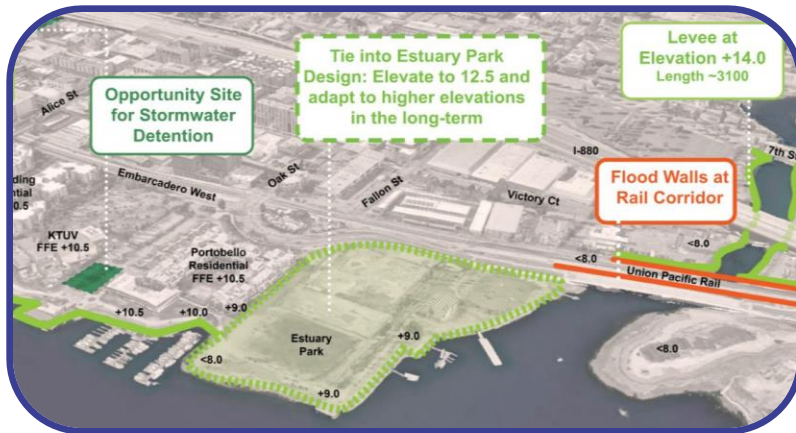 Levee at
Elevation +14.0
Length ~3100
Tie into Estuary Park
Design: Elevate to 12.5 and
adapt to higher elevations
in the long-term
Opportunity Site
for Stormwater
Detention
Alice St
I-880
7th St
Oak St
Embarcadero West
Fallon St
Victory Ct
Flood Walls at
Rail Corridor
0.5
KTUV
FFE +10.5
Portobello
Residential
FFE +10.5
<8.0
<8.0
Union Pacific Rail
+10.5
+10.0
+9.0
+9.0
Estuary
Park
<8.0
<8.0
+9.0